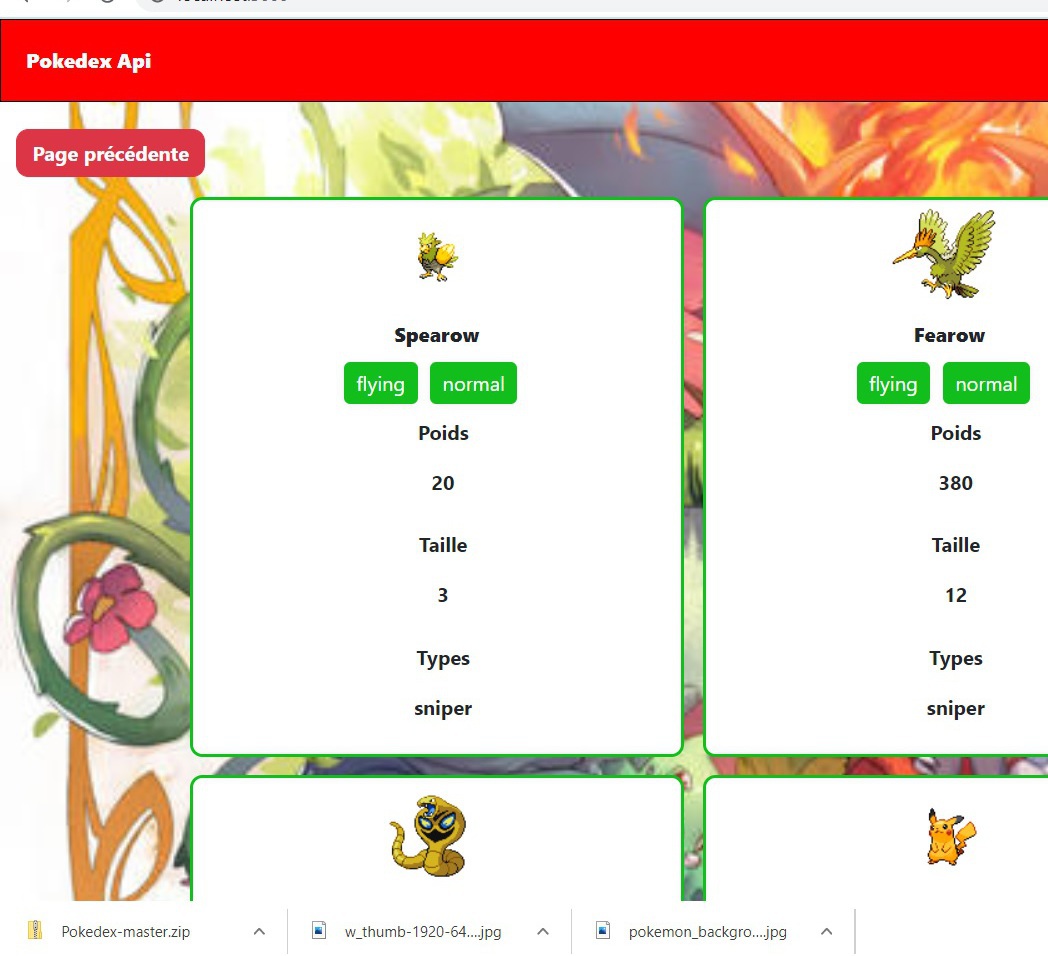 Pokedex Api
Page précédente
Spearow
flying normal
Poids
20
Taille
3
Types
sniper
Fearow
flying normal
Poids
380
Taille
12
Types
sniper
Pokedex-master.zip
w_thumb-1920-64....jpg
pokemon_backgro....jpg